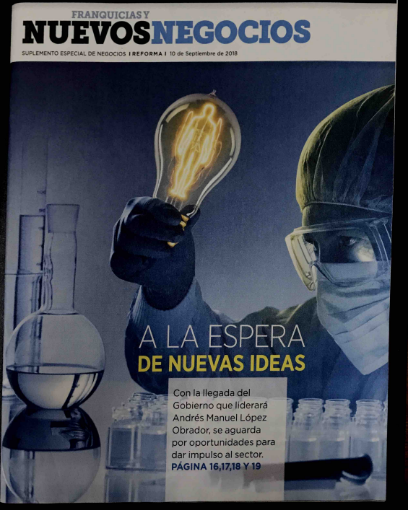 FRANQUICIAS Y
NUEVOSNEGOCIOS
SUPLEMENTO ESPECIAL DE NEGOCIOS I REFORMA I 10 de Septiembre de 2018
A LA ESPERA
DE NUEVAS IDEAS
Con la llegada del
Gobierno que liderará
Andrés Manuel López
Obrador, se aguarda
por oportunidades para
dar impulso al sector.
PÁGINA 16,17,18 Y 19